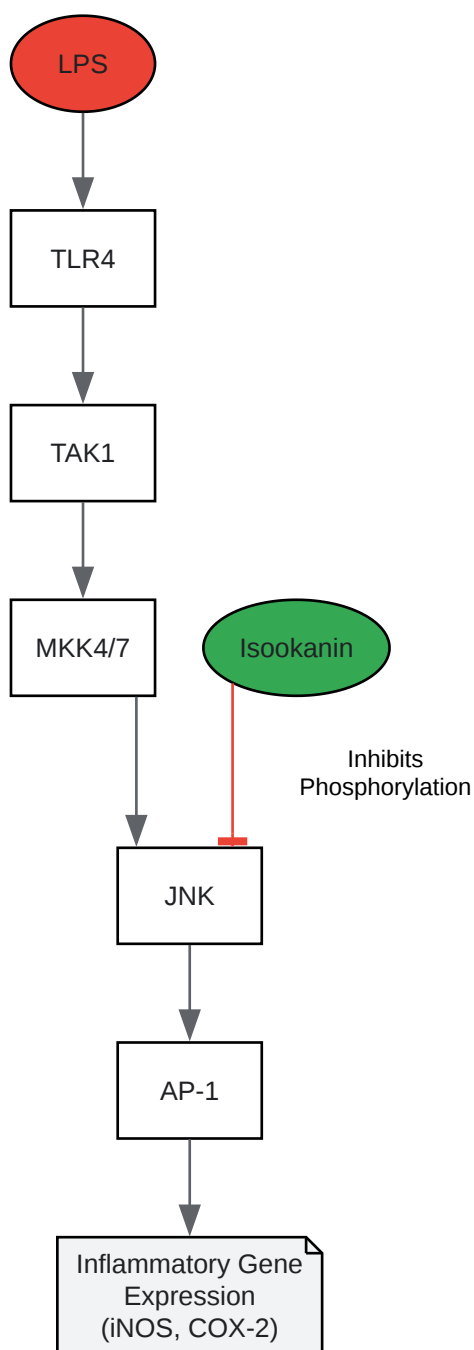 LPS
TLR4
TAK1
MKK4/7
Isookanin
Inhibits
Phosphorylation
JNK
AP-1
Inflammatory Gene
Expression
(iNOS, COX-2)